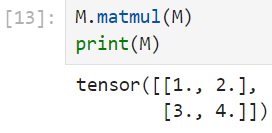 [13]: M.matmul(M)
print(M)
tensor([[1., 2.],
[3., 4.]])